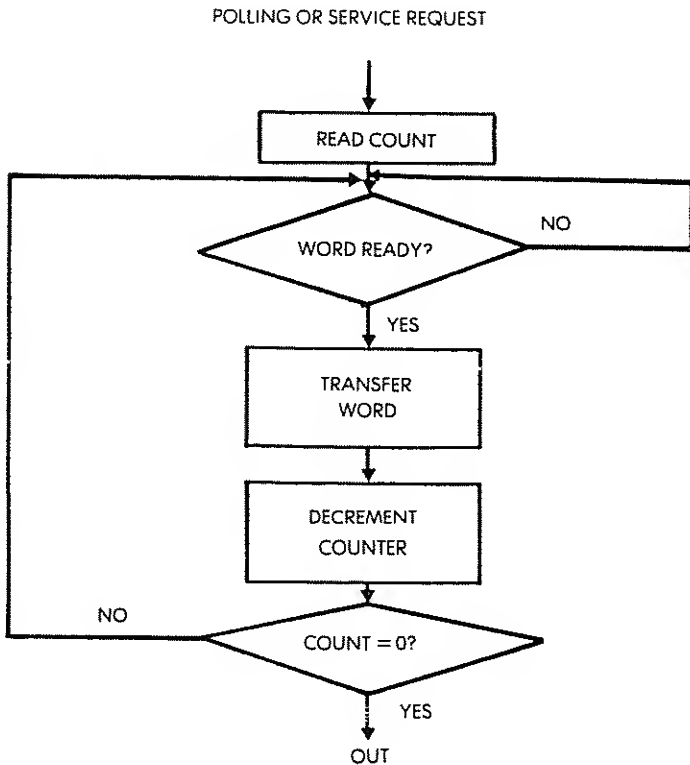 POLLING OR SERVICE REQUEST
READ COUNT
WORD READY?
NO
YES
TRANSFER
WORD
DECREMENT
COUNTER
NO
COUNT = 0?
YES
OUT